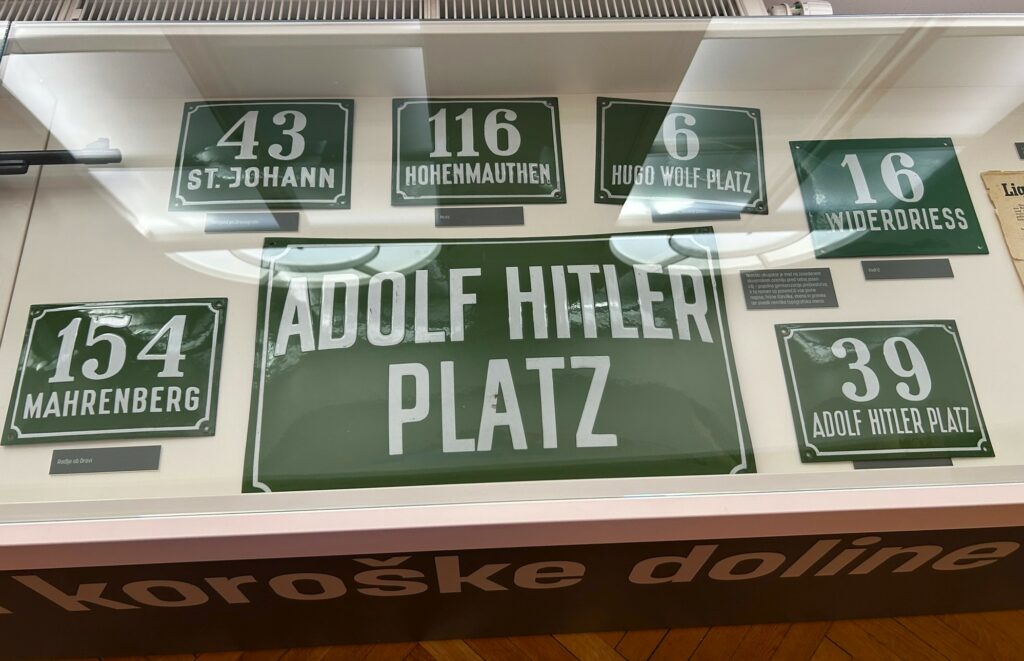 43
ST. JOHANN
116
HOHENMAUTHEN
6
HUGO WOLF PLATZ
16
WIDERDRIESS
ADOLF HITLER
PLATZ
154
MAHRENBERG
Radlje ob Dravi
39
ADOLF HITLER PLATZ
koroške doline